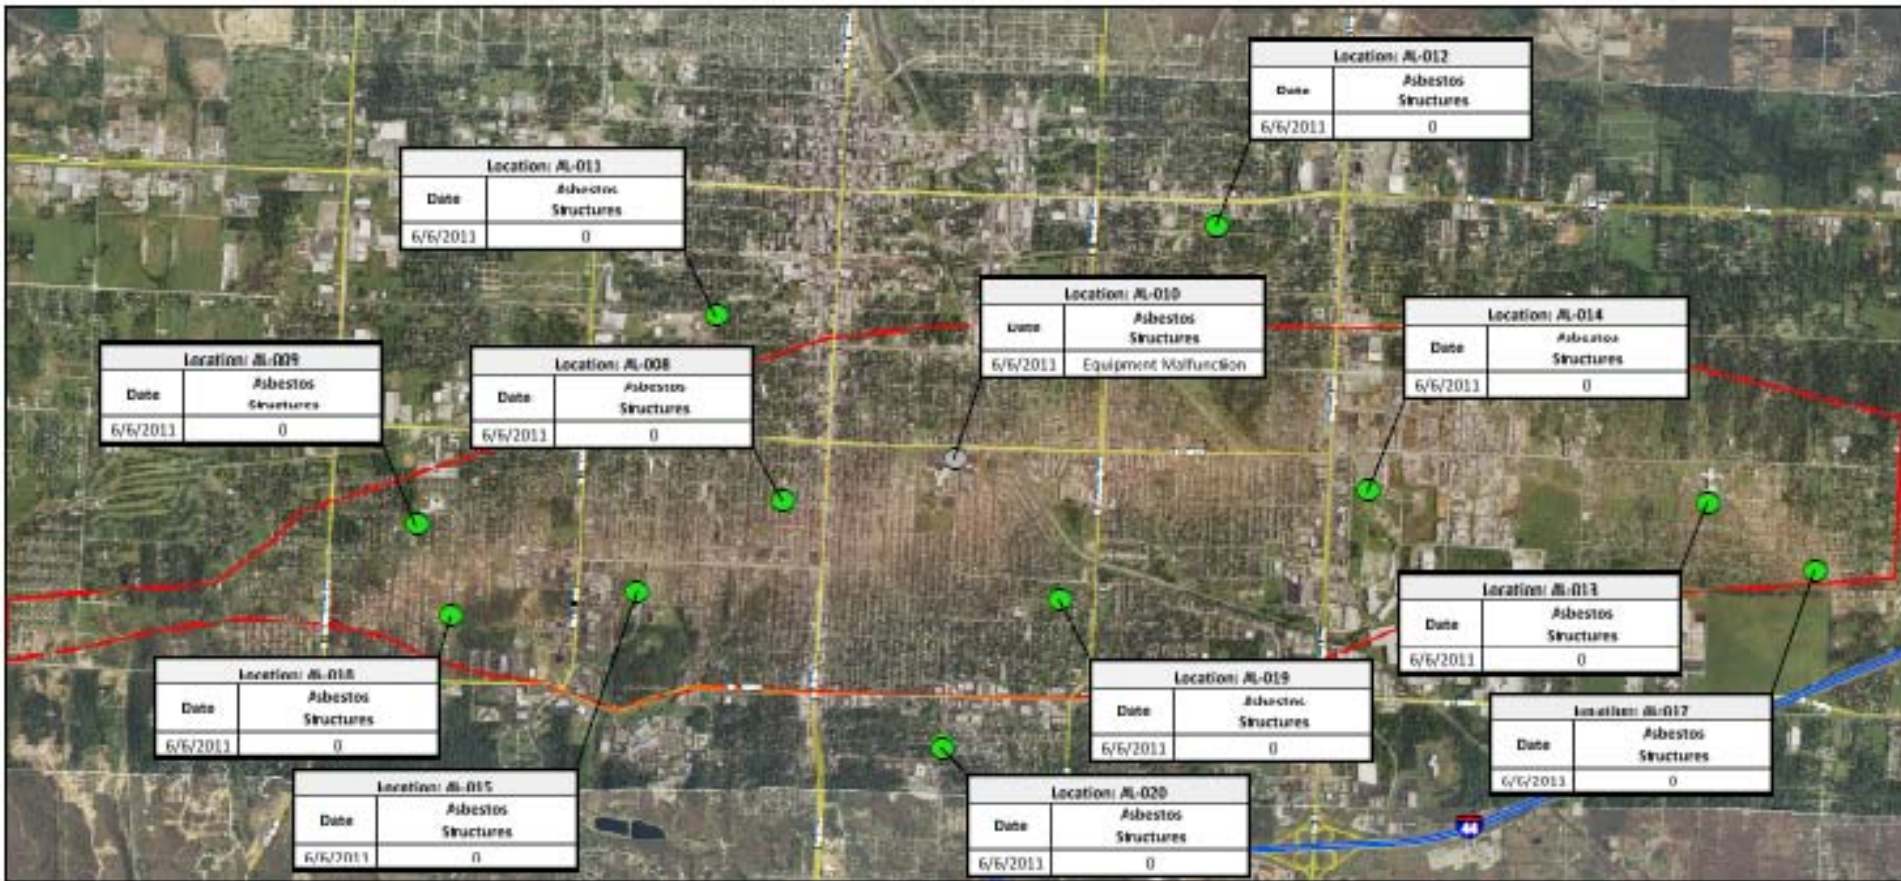 Location: AL-012
Date Asbestos Structures
6/6/2011 0
Location: AL-011
Date Asbestos Structures
6/6/2011 0
Location: AL-010
Date Asbestos Structures
6/6/2011 Equipment Malfunction
Location: AL-014
Date Asbestos Structures
6/6/2011 0
Location: AL-009
Date Asbestos Structures
6/6/2011 0
Location: AL-008
Date Asbestos Structures
6/6/2011 0
Location: AL-013
Date Asbestos Structures
6/6/2011 0
Location: AL-018
Date Asbestos Structures
6/6/2011 0
Location: AL-019
Date Asbestos Structures
6/6/2011 0
Location: AL-017
Date Asbestos Structures
6/6/2011 0
Location: AL-015
Date Asbestos Structures
6/6/2011 0
Location: AL-020
Date Asbestos Structures
6/6/2011 0
44